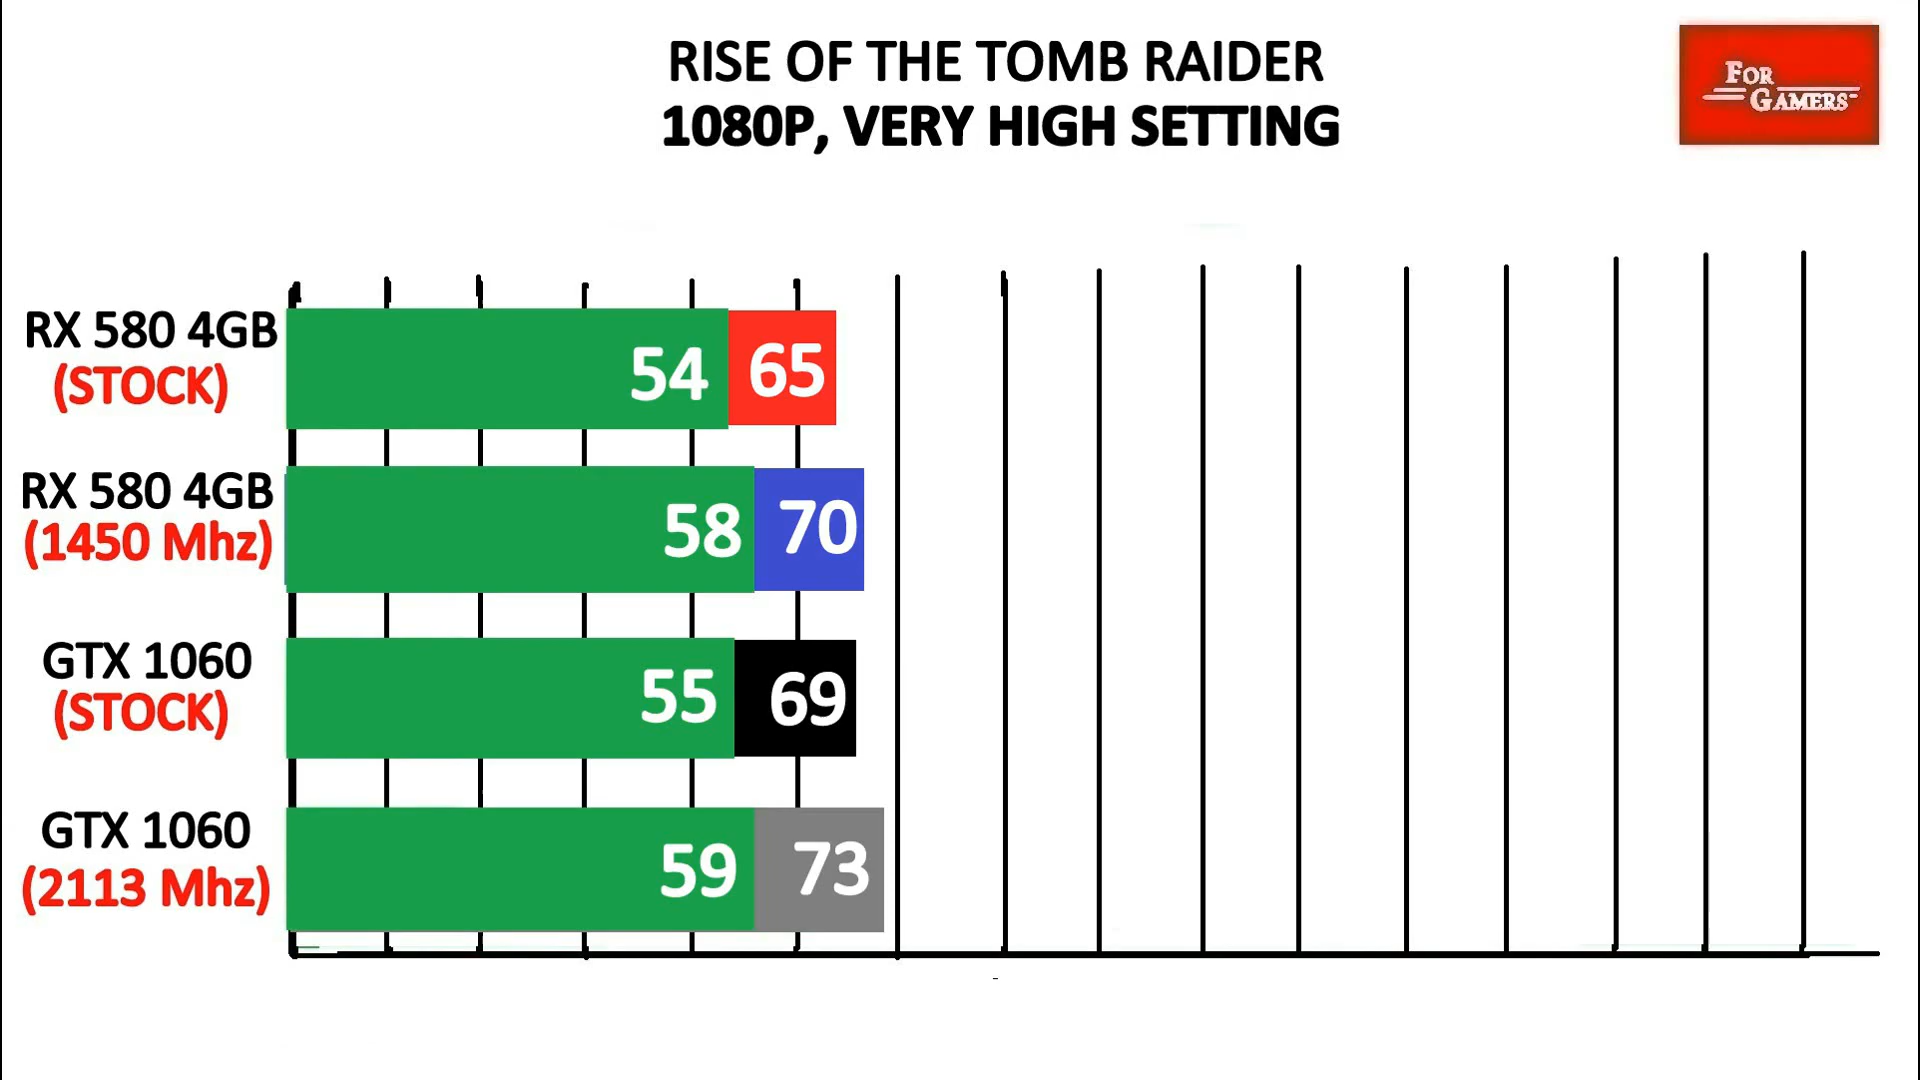 RISE OF THE TOMB RAIDER
1080P, VERY HIGH SETTING
FOR
GAMERS
RX 580 4GB
(STOCK)
54 65
RX 580 4GB
(1450 Mhz)
58 70
GTX 1060
(STOCK)
55 69
GTX 1060
(2113 Mhz)
59 73